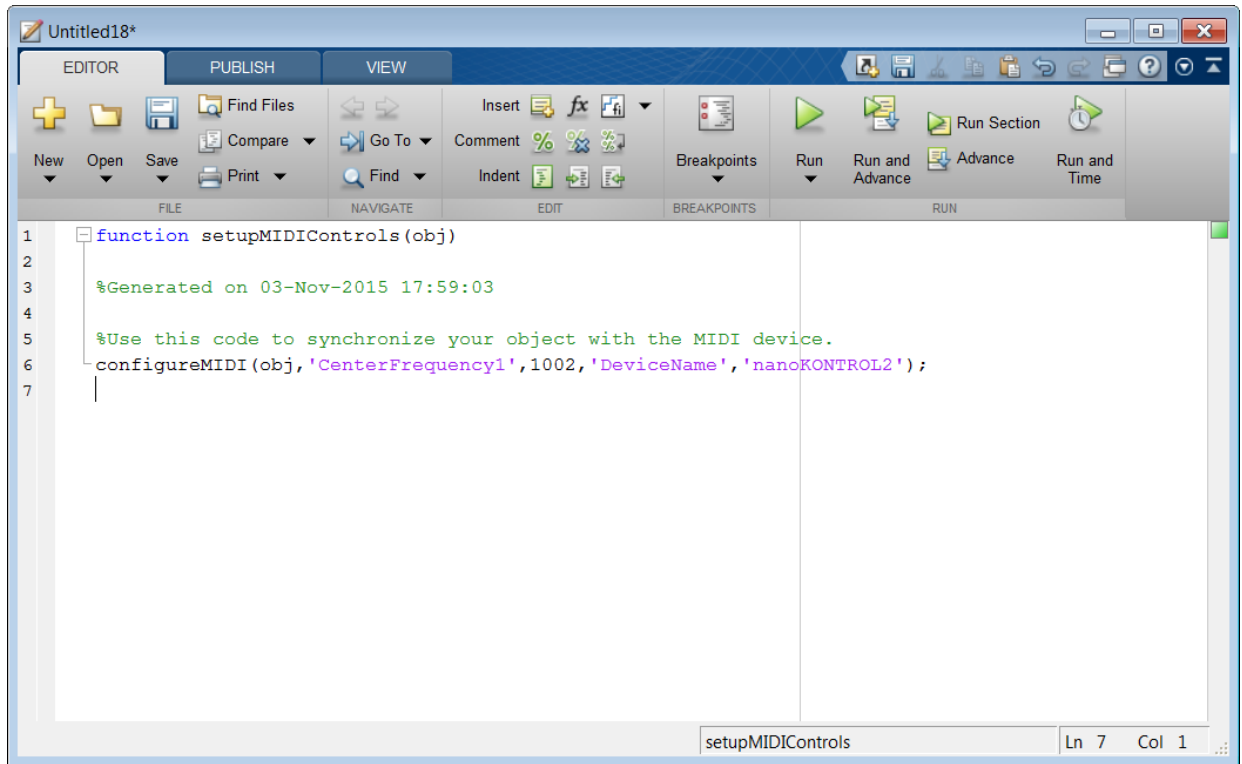 Untitled18*
EDITOR PUBLISH VIEW
Find Files Insert fx fi
New Open Save Compare Go To Comment % % % Breakpoints Run Run and Advance Run Section Advance Run and Time
Print Find Indent
FILE NAVIGATE EDIT BREAKPOINTS RUN
1 function setupMIDIControls(obj)
2
3 %Generated on 03-Nov-2015 17:59:03
4
5 %Use this code to synchronize your object with the MIDI device.
6 configureMIDI(obj,'CenterFrequency1',1002,'DeviceName','nanoKONTROL2');
7
setupMIDIControls Ln 7 Col 1